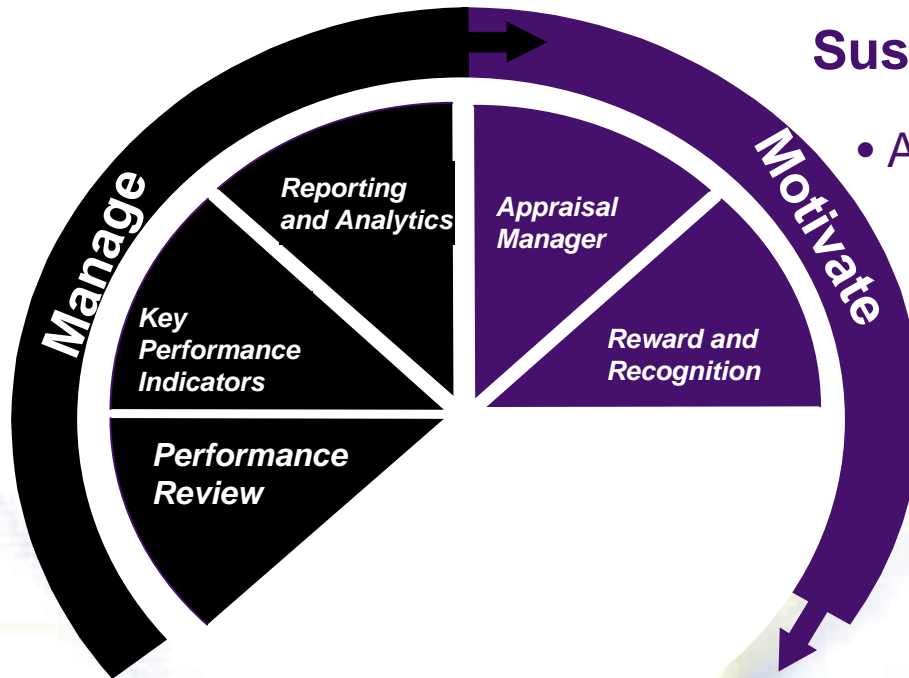 Sus
• A
Manage
Motivate
Reporting
and Analytics
Appraisal
Manager
Key
Performance
Indicators
Reward and
Recognition
Performance
Review